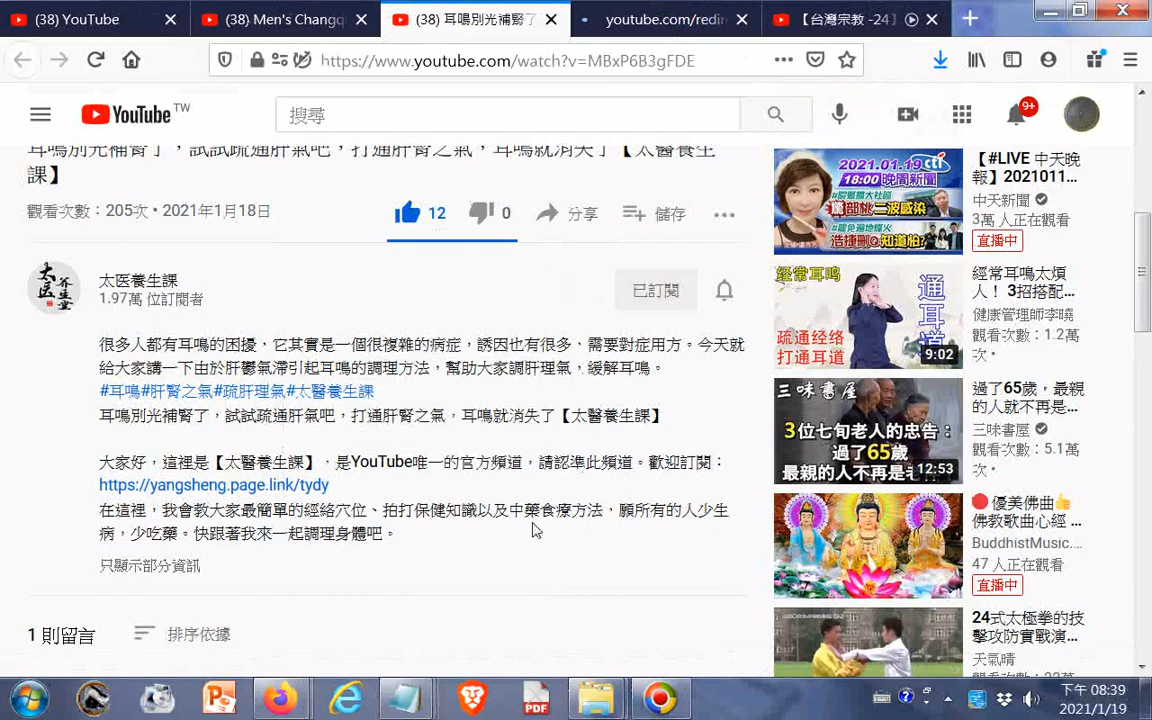 (38) YouTube
(38) Men's Changq
(38) 耳鳴別光補腎了
youtube.com/redir
【台灣宗教 -24】
https://www.youtube.com/watch?v=MBxP6B3gFDE
YouTube TW
搜尋
9+
耳鳴別光補腎了，試試疏通肝氣吧，打通肝腎之氣，耳鳴就消失了【太醫養生
課】
觀看次數：205次・2021年1月18日
12
0
分享
儲存
太医養生課
1.97萬 位訂閱者
已訂閱
很多人都有耳鳴的困擾，它其實是一個很複雜的病症，誘因也有很多，需要對症用方。今天就
給大家講一下由於肝鬱氣滯引起耳鳴的調理方法，幫助大家調肝理氣，緩解耳鳴。
#耳鳴#肝腎之氣#疏肝理氣#太醫養生課
耳鳴別光補腎了，試試疏通肝氣吧，打通肝腎之氣，耳鳴就消失了【太醫養生課】
大家好，這裡是【太醫養生課】，是YouTube唯一的官方頻道，請認準此頻道。歡迎訂閱：
https://yangsheng.page.link/tydy
在這裡，我會教大家最簡單的經絡穴位、拍打保健知識以及中藥食療方法，願所有的人少生
病，少吃藥。快跟著我來一起調理身體吧。
只顯示部分資訊
1 則留言
排序依據
太医
养生堂
2021.01.19 cti
18:00晚間新聞
【#LIVE 中天晚
報】2021011...
中天新聞
3萬 人正在觀看
直播中
经常耳鸣
通耳道
疏通经络
打通耳道
9:02
經常耳鳴太煩
人！ 3招搭配...
健康管理師李曉
觀看次數：1.2萬
次・
三味書屋
3位七旬老人的忠告：
過了65歲
最親的人不再是老
12:53
過了65歲，最親
的人就不再是...
三味書屋
觀看次數：5.1萬
次・
優美佛曲
佛教歌曲心經 ...
BuddhistMusic....
47 人正在觀看
直播中
24式太極拳的技
擊攻防實戰演...
天氣晴
PDF
下午 08:39
2021/1/19